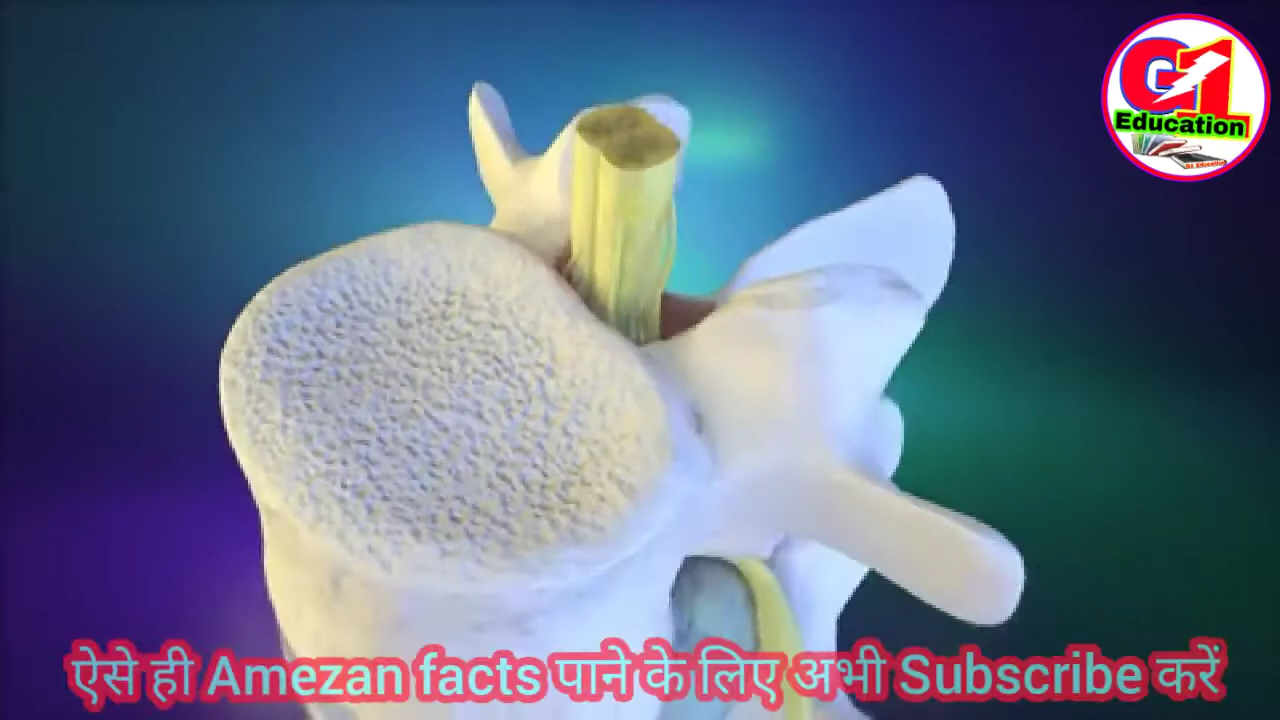 G1
Education
ऐसे ही Amezan facts पाने के लिए अभी Subscribe करें